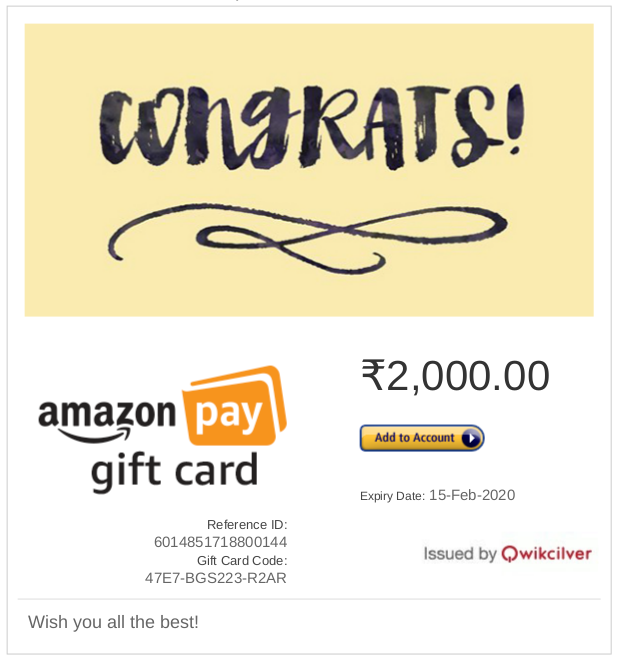 CONGRATS!
amazon pay
gift card
₹2,000.00
Add to Account
Expiry Date: 15-Feb-2020
Reference ID:
6014851718800144
Gift Card Code:
47E7-BGS223-R2AR
Issued by Qwikcilver
Wish you all the best!